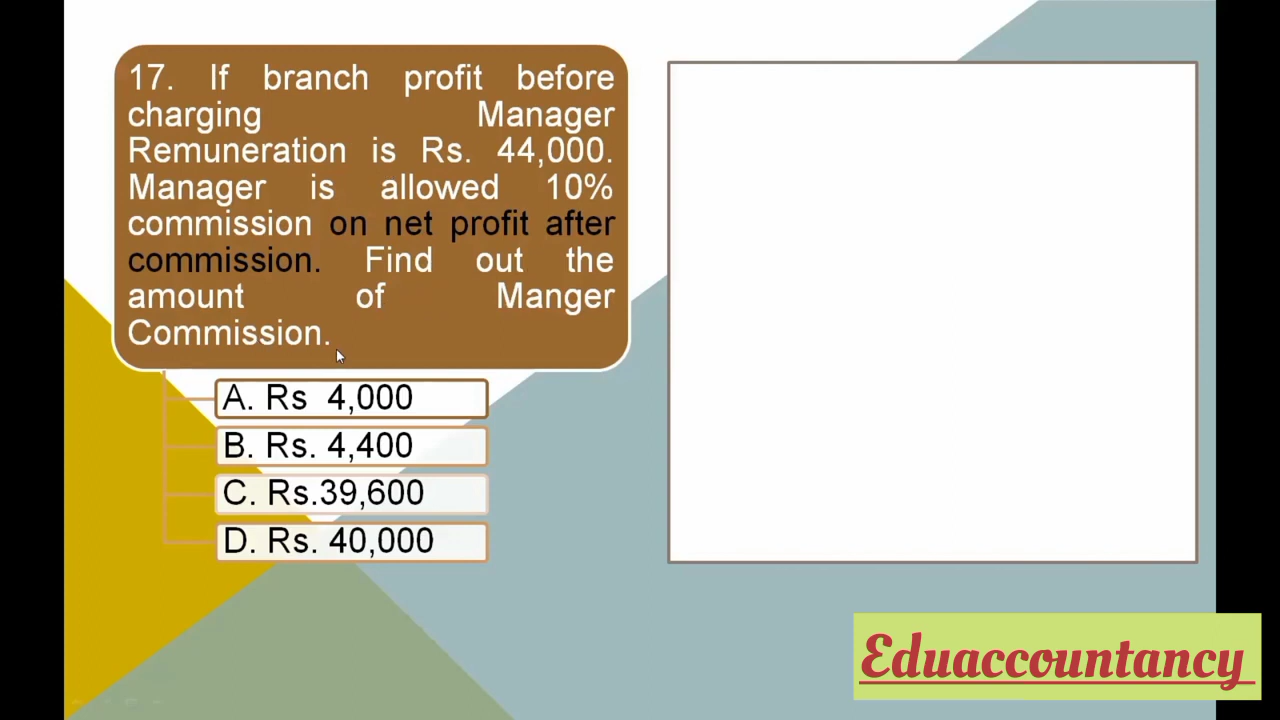 17. If branch profit before
charging Manager
Remuneration is Rs. 44,000.
Manager is allowed 10%
commission on net profit after
commission. Find out the
amount of Manger
Commission.
A. Rs 4,000
B. Rs. 4,400
C. Rs.39,600
D. Rs. 40,000
Eduaccountancy